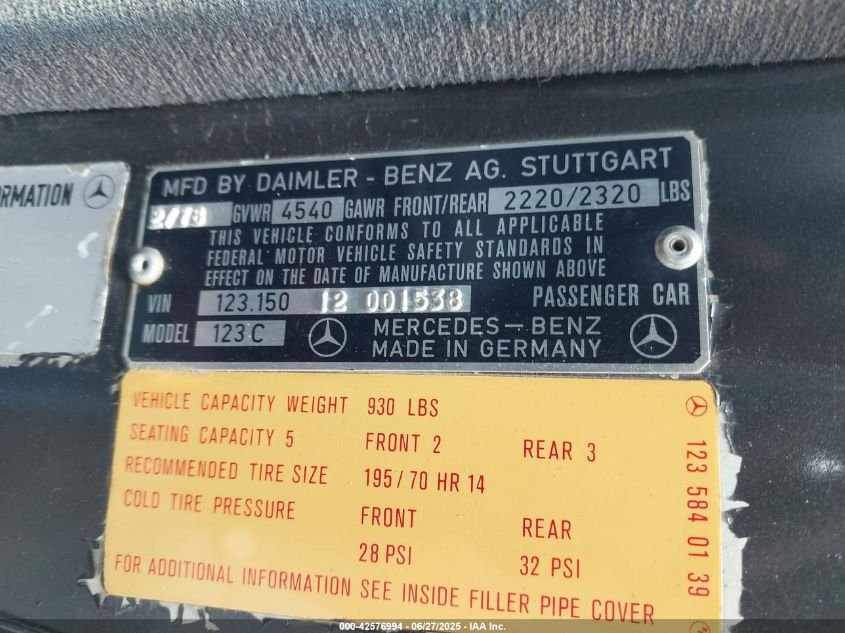 ORMATION
MFD BY DAIMLER - BENZ AG. STUTTGART
2/78 GVWR 4540 GAWR FRONT/REAR 2220/2320 LBS
THIS VEHICLE CONFORMS TO ALL APPLICABLE
FEDERAL MOTOR VEHICLE SAFETY STANDARDS IN
EFFECT ON THE DATE OF MANUFACTURE SHOWN ABOVE
VIN 123.150 12 001538 PASSENGER CAR
MODEL 123 C MERCEDES-BENZ
MADE IN GERMANY
VEHICLE CAPACITY WEIGHT 930 LBS
SEATING CAPACITY 5 FRONT 2 REAR 3
RECOMMENDED TIRE SIZE 195/70 HR 14
COLD TIRE PRESSURE FRONT REAR
28 PSI 32 PSI
FOR ADDITIONAL INFORMATION SEE INSIDE FILLER PIPE COVER
123 584 01 39
000-42576994 - 06/27/2025 - IAA Inc.